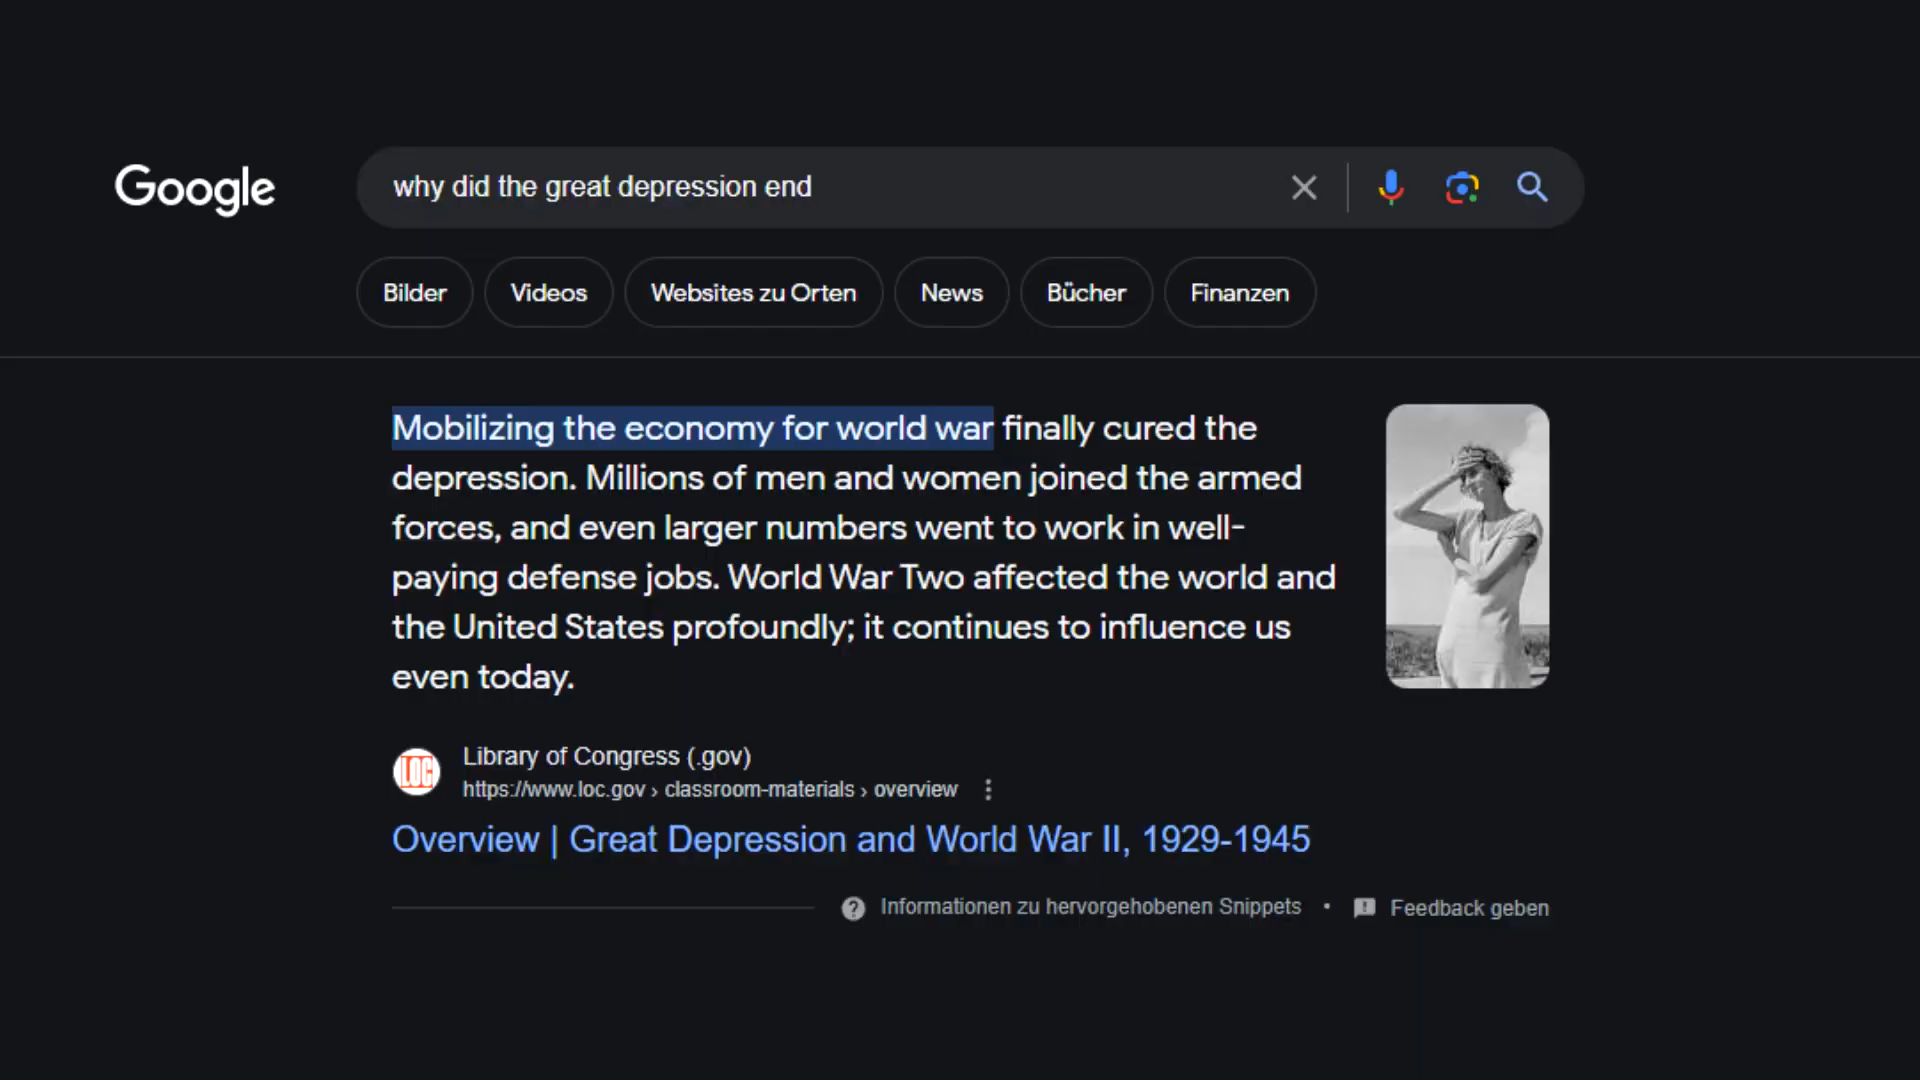 Google
why did the great depression end
Bilder
Videos
Websites zu Orten
News
Bücher
Finanzen
Mobilizing the economy for world war finally cured the
depression. Millions of men and women joined the armed
forces, and even larger numbers went to work in well-
paying defense jobs. World War Two affected the world and
the United States profoundly; it continues to influence us
even today.
LOC
Library of Congress (.gov)
https://www.loc.gov › classroom-materials › overview
Overview | Great Depression and World War II, 1929-1945
Informationen zu hervorgehobenen Snippets • Feedback geben